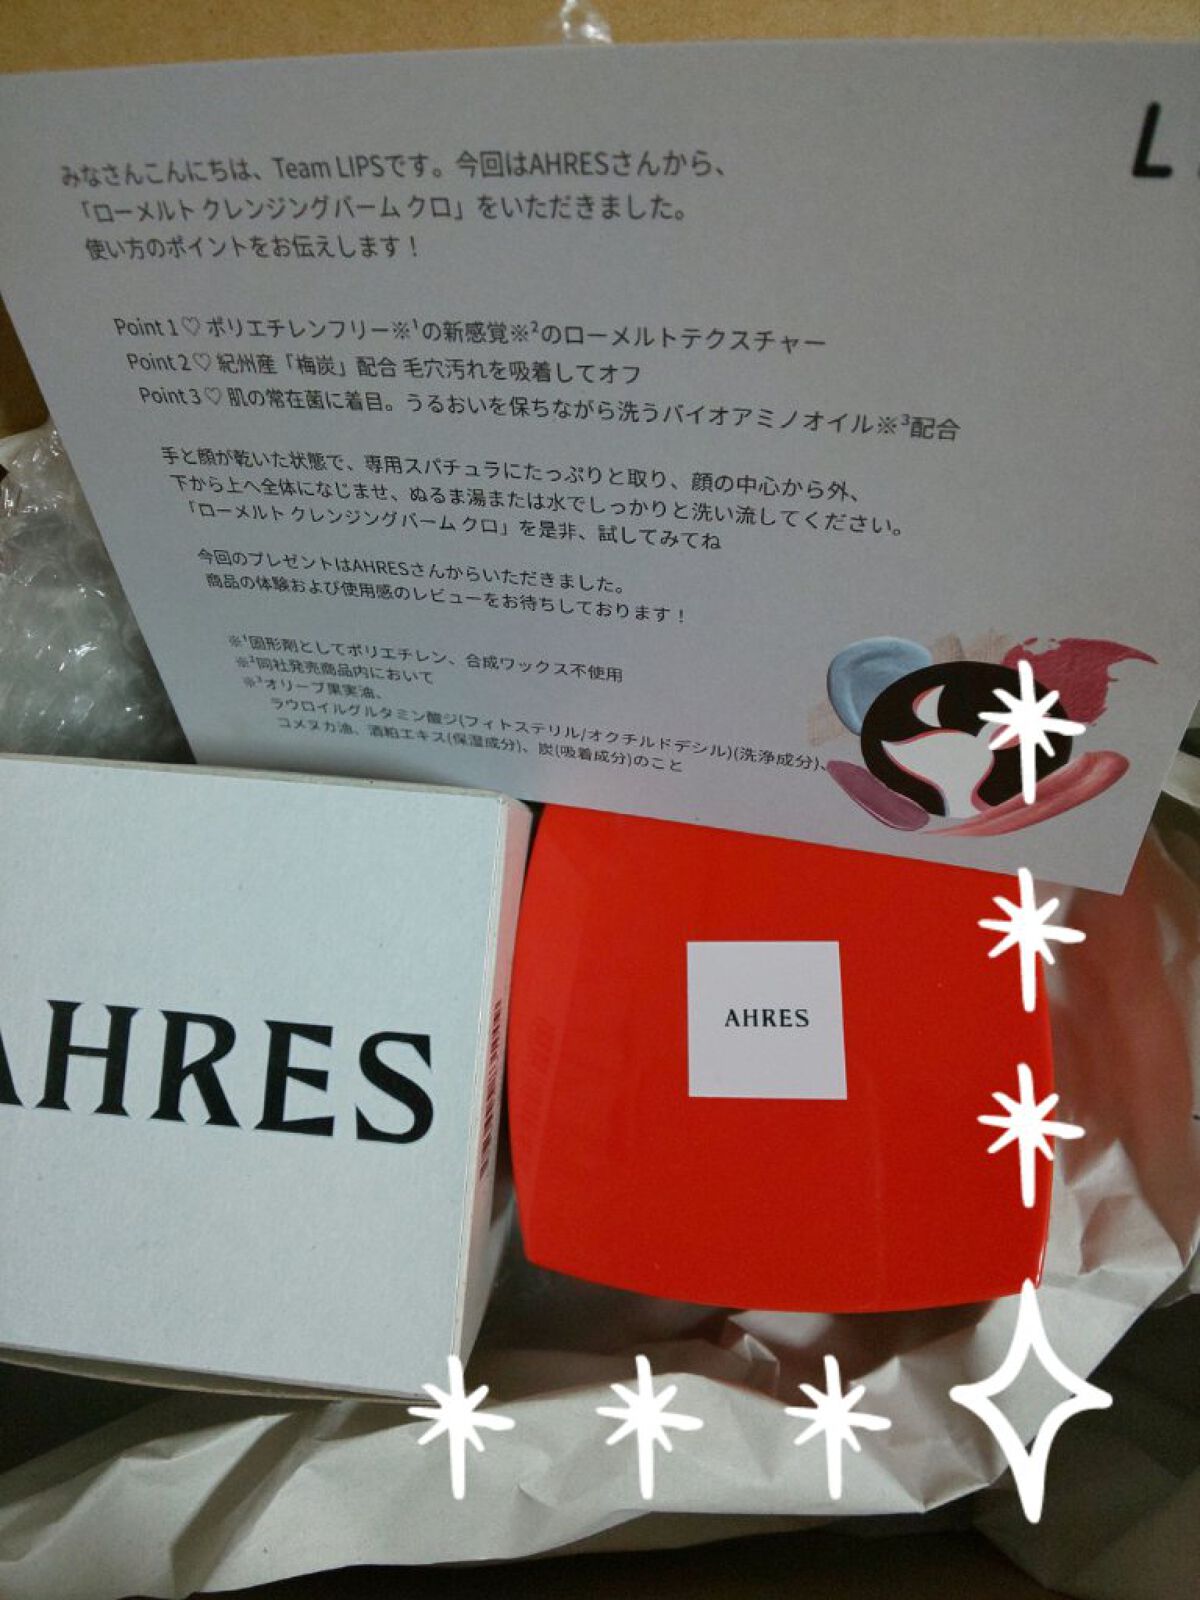 L
みなさんこんにちは、Team LIPSです。今回はAHRESさんから、
「ローメルト クレンジングバーム クロ」をいただきました。
使い方のポイントをお伝えします！
Point 1♡ ポリエチレンフリー※¹の新感覚※²のローメルトテクスチャー
Point 2♡ 紀州産「梅炭」配合 毛穴汚れを吸着してオフ
Point 3♡ 肌の常在菌に着目。うるおいを保ちながら洗うバイオアミノオイル※³配合
手と顔が乾いた状態で、専用スパチュラにたっぷりと取り、顔の中心から外、
下から上へ全体になじませ、ぬるま湯または水でしっかりと洗い流してください。
「ローメルト クレンジングバーム クロ」を是非、試してみてね
今回のプレゼントはAHRESさんからいただきました。
商品の体験および使用感のレビューをお待ちしております！
※¹固形剤としてポリエチレン、合成ワックス不使用
※²同社発売商品内において
※³オリーブ果実油、
ラウロイルグルタミン酸ジ(フィトステリル/オクチルドデシル)(洗浄成分)、
コメヌカ油、酒粕エキス(保湿成分)、炭(吸着成分)のこと
AHRES
AHRES